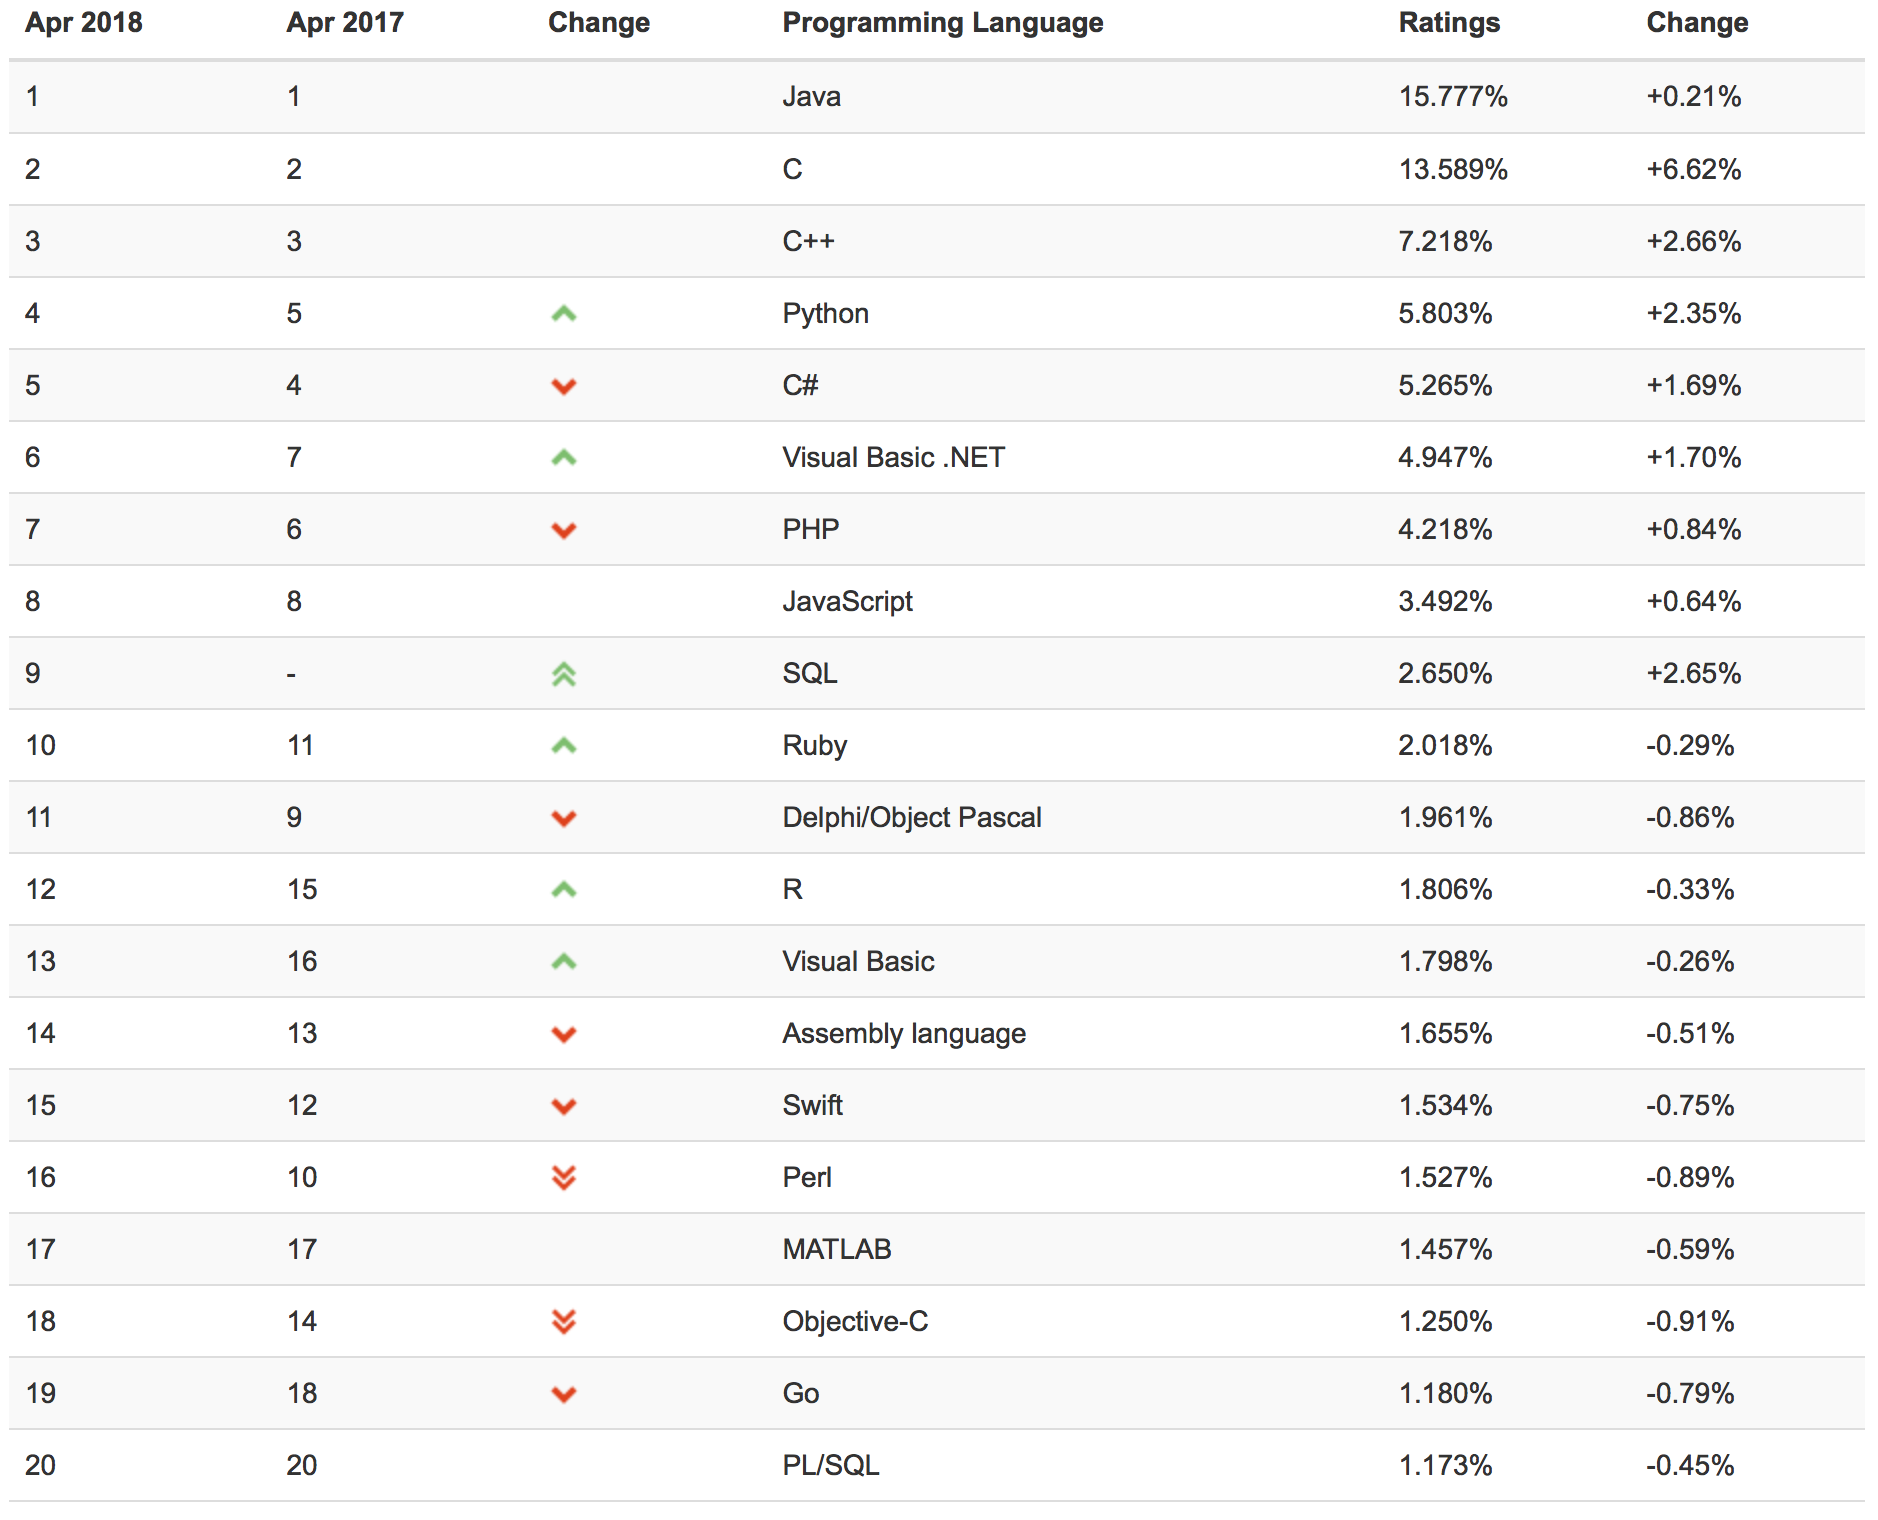 Apr 2018 Apr 2017 Change Programming Language Ratings Change
1 1 Java 15.777% +0.21%
2 2 C 13.589% +6.62%
3 3 C++ 7.218% +2.66%
4 5 Python 5.803% +2.35%
5 4 C# 5.265% +1.69%
6 7 Visual Basic .NET 4.947% +1.70%
7 6 PHP 4.218% +0.84%
8 8 JavaScript 3.492% +0.64%
9 - SQL 2.650% +2.65%
10 11 Ruby 2.018% -0.29%
11 9 Delphi/Object Pascal 1.961% -0.86%
12 15 R 1.806% -0.33%
13 16 Visual Basic 1.798% -0.26%
14 13 Assembly language 1.655% -0.51%
15 12 Swift 1.534% -0.75%
16 10 Perl 1.527% -0.89%
17 17 MATLAB 1.457% -0.59%
18 14 Objective-C 1.250% -0.91%
19 18 Go 1.180% -0.79%
20 20 PL/SQL 1.173% -0.45%